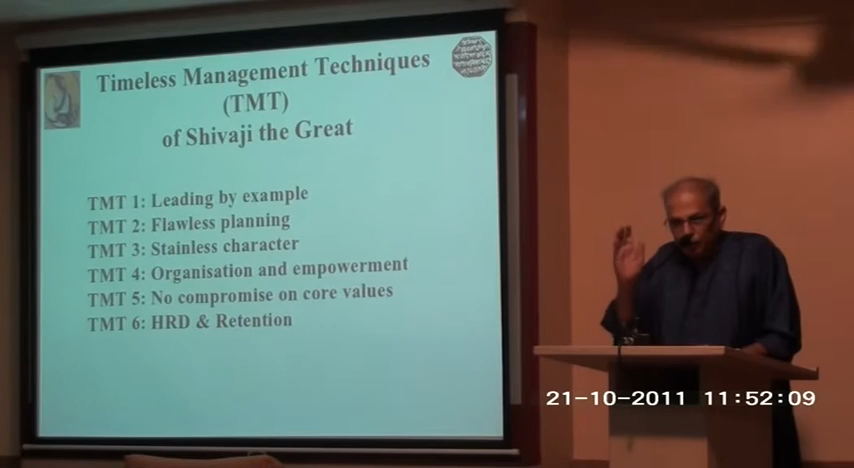 Timeless Management Techniques
(TMT)
of Shivaji the Great
TMT 1: Leading by example
TMT 2: Flawless planning
TMT 3: Stainless character
TMT 4: Organisation and empowerment
TMT 5: No compromise on core values
TMT 6: HRD & Retention
21-10-2011 11:52:09